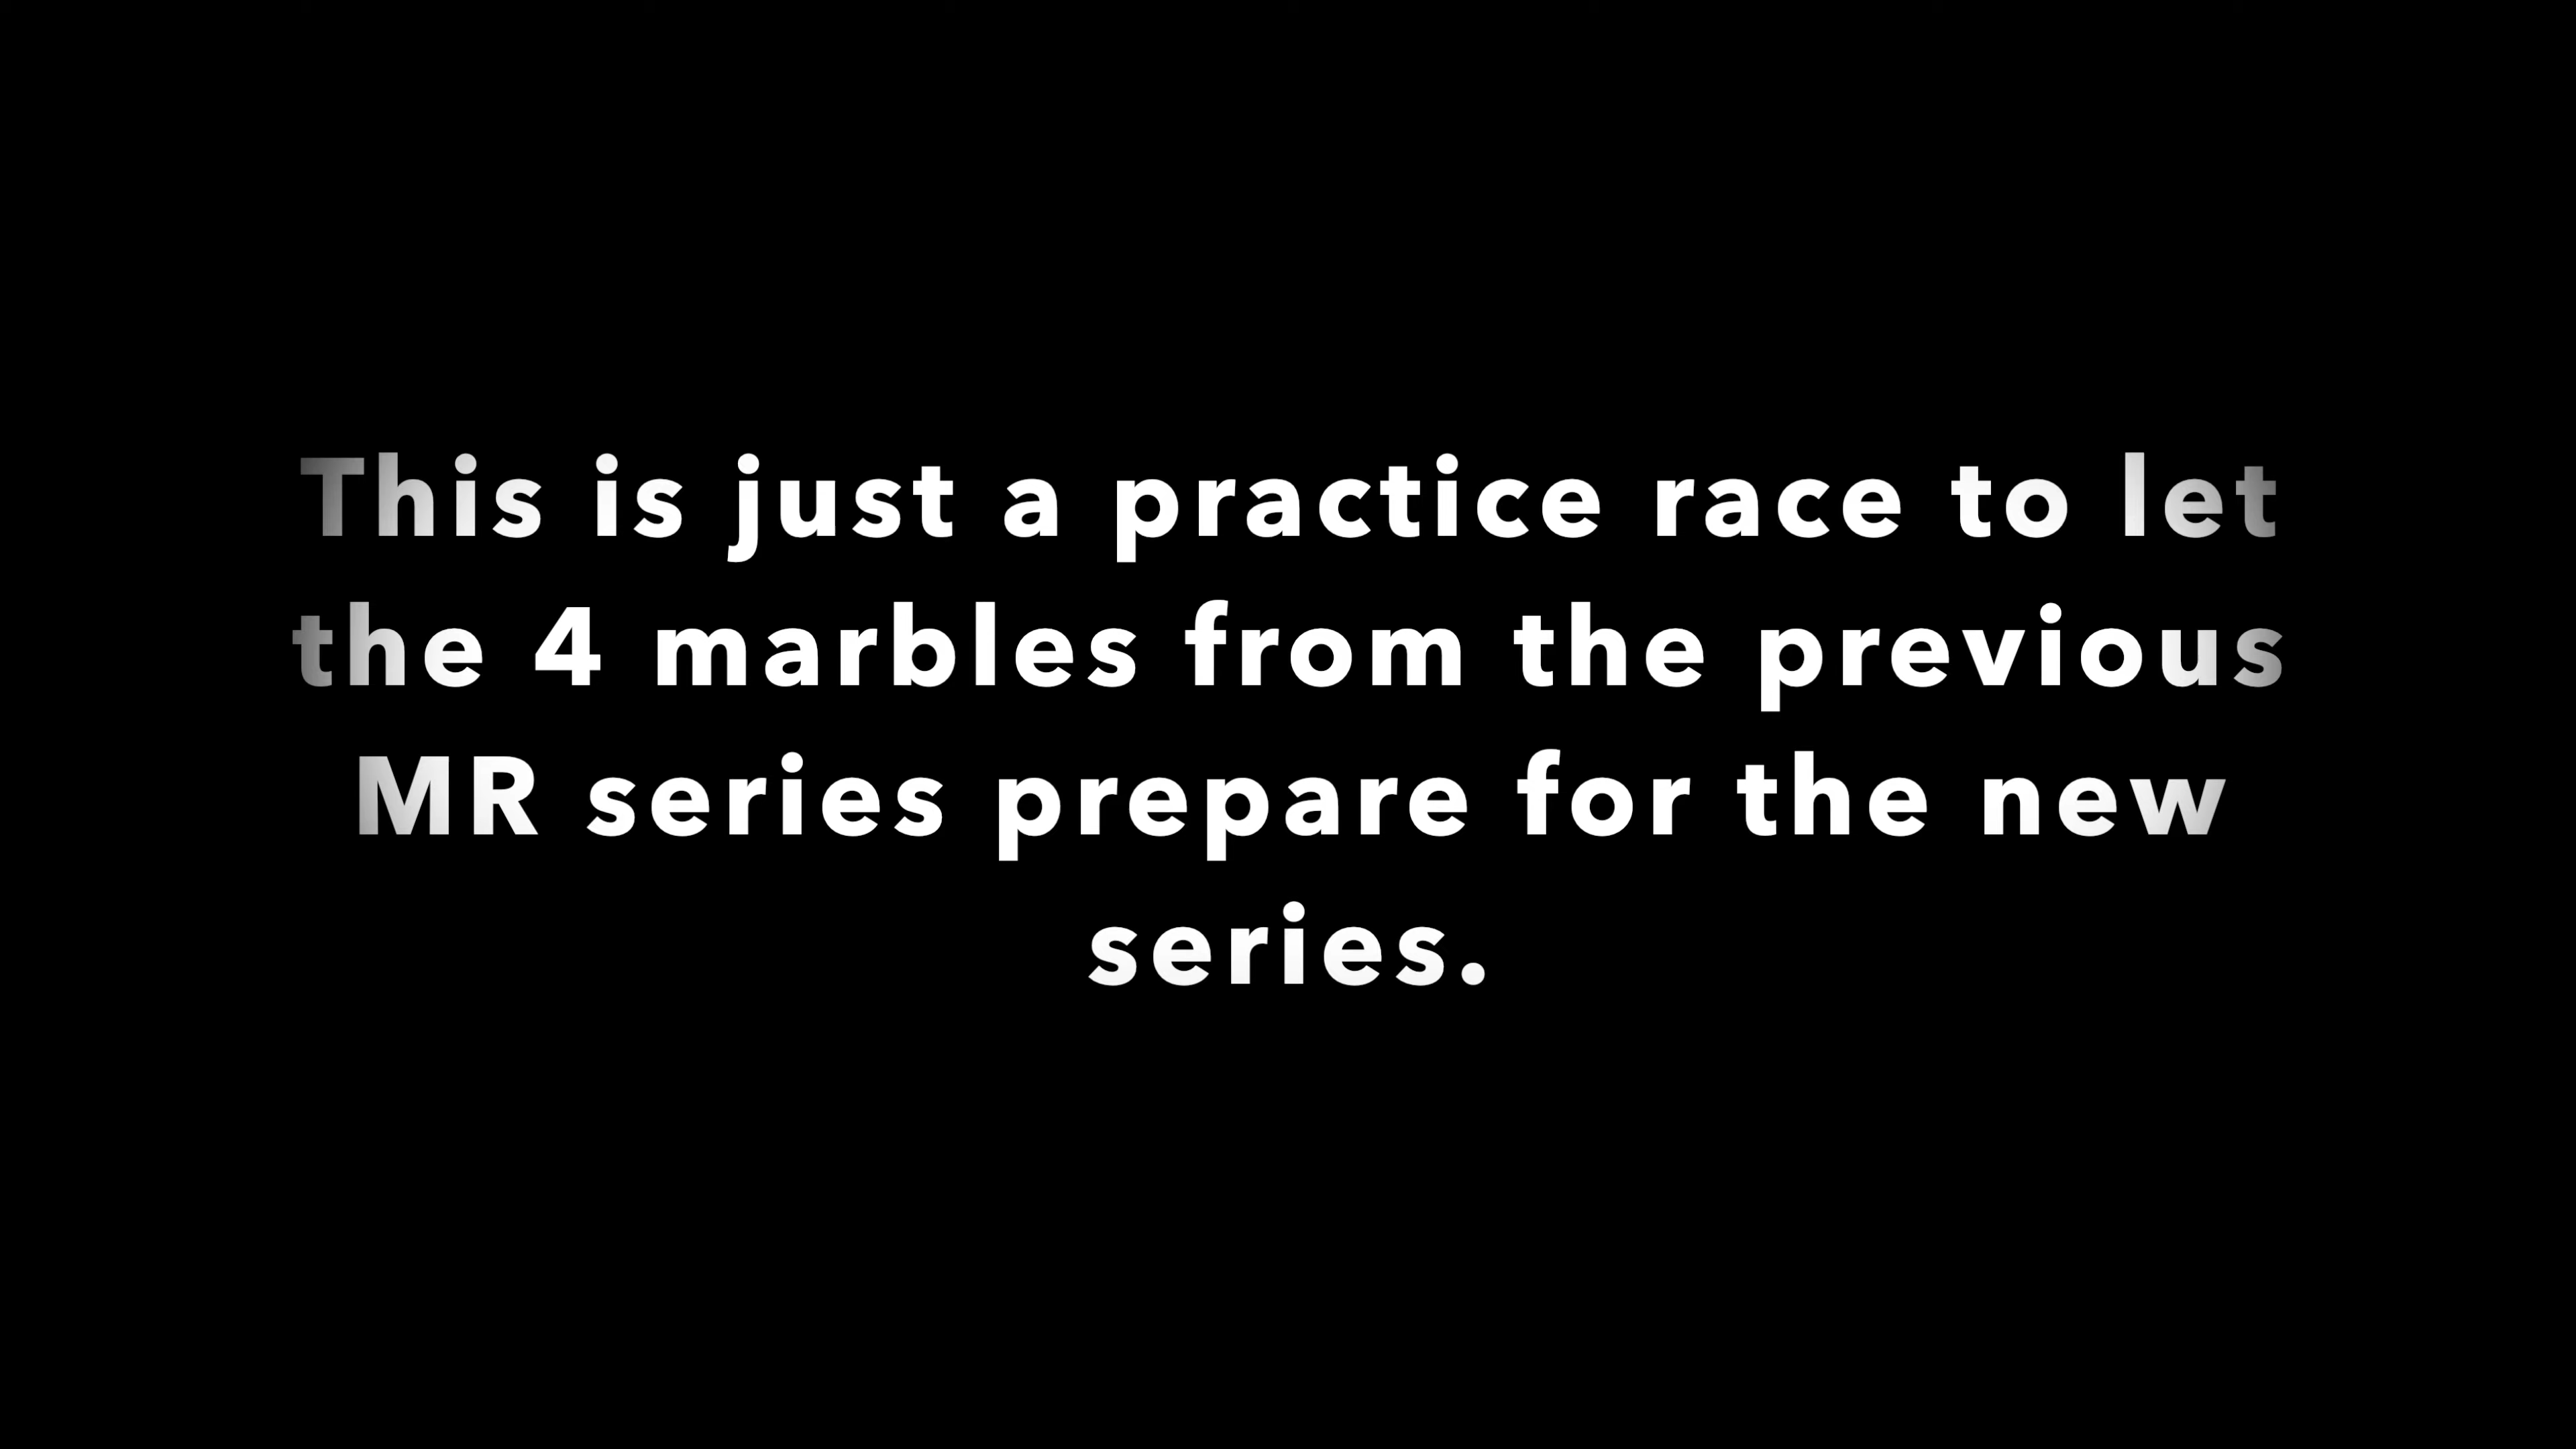 This is just a practice race to let
the 4 marbles from the previous
MR series prepare for the new
series.